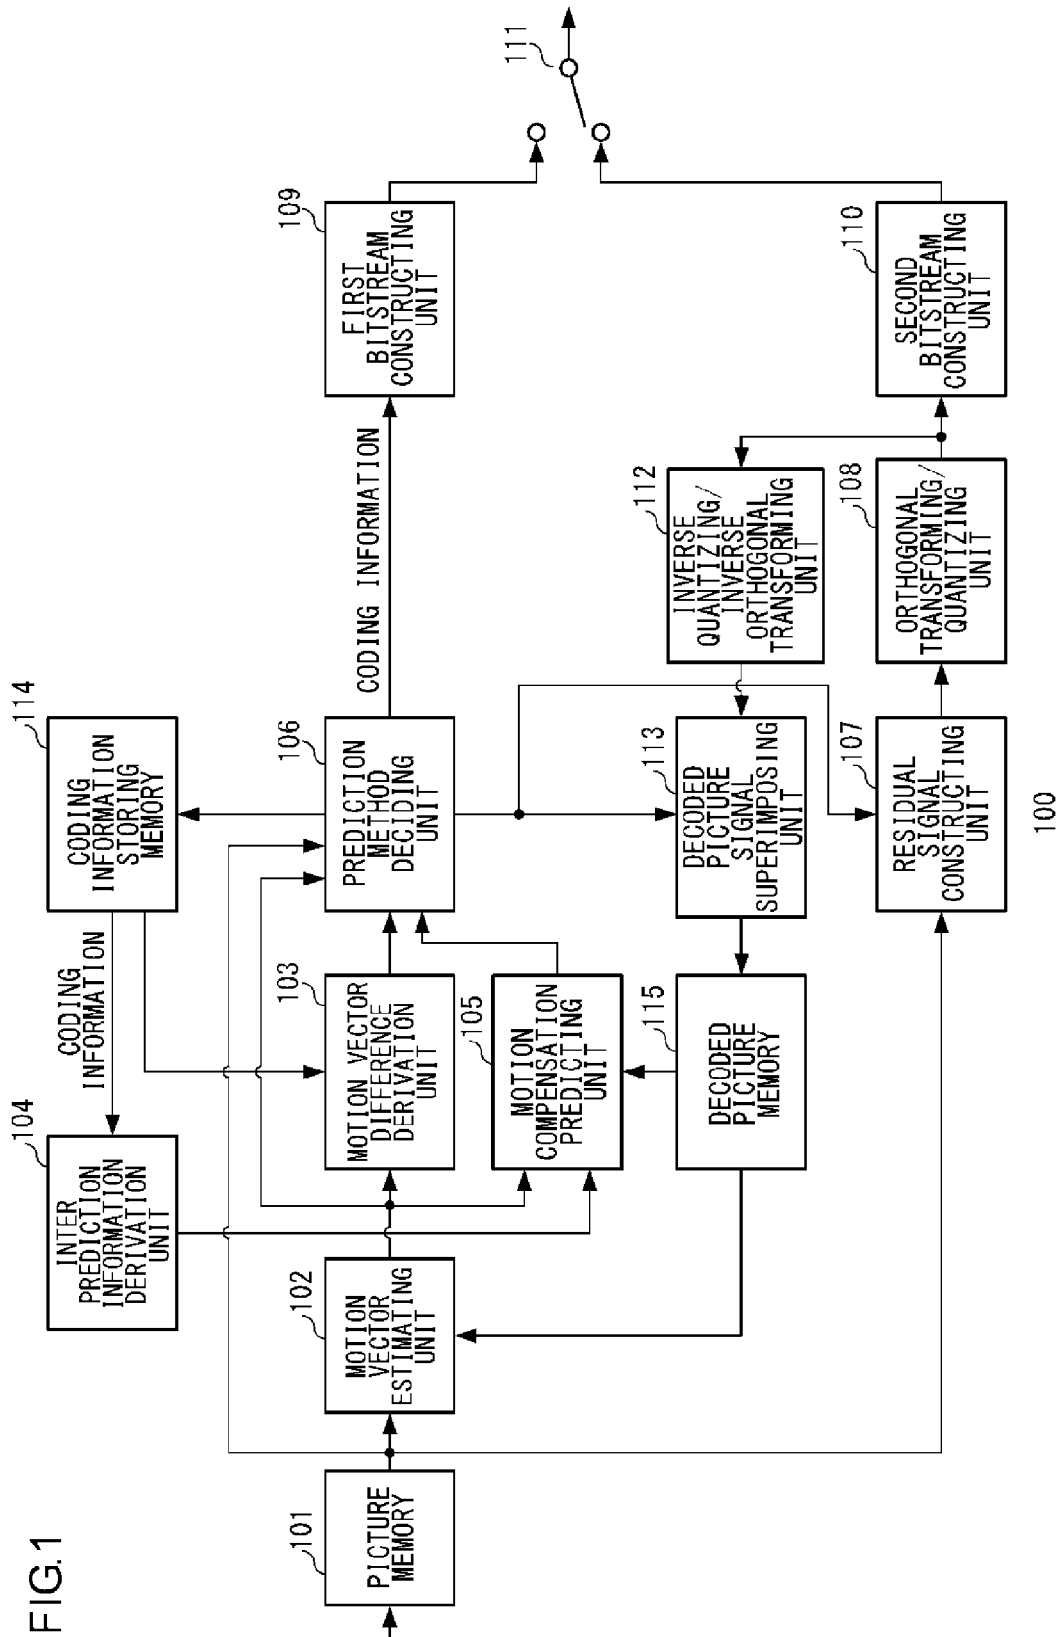 FIG.1
101
PICTURE
MEMORY
102
MOTION
VECTOR
ESTIMATING
UNIT
104
INTER
PREDICTION
INFORMATION
DERIVATION
UNIT
CODING
INFORMATION
114
CODING
INFORMATION
STORING
MEMORY
103
MOTION VECTOR
DIFFERENCE
DERIVATION
UNIT
106
PREDICTION
METHOD
DECIDING
UNIT
CODING INFORMATION
109
FIRST
BITSTREAM
CONSTRUCTING
UNIT
111
105
MOTION
COMPENSATION
PREDICTING
UNIT
115
DECODED
PICTURE
MEMORY
113
DECODED
PICTURE
SIGNAL
SUPERIMPOSING
UNIT
112
INVERSE
QUANTIZING/
INVERSE
ORTHOGONAL
TRANSFORMING
UNIT
107
RESIDUAL
SIGNAL
CONSTRUCTING
UNIT
108
ORTHOGONAL
TRANSFORMING/
QUANTIZING
UNIT
110
SECOND
BITSTREAM
CONSTRUCTING
UNIT
100